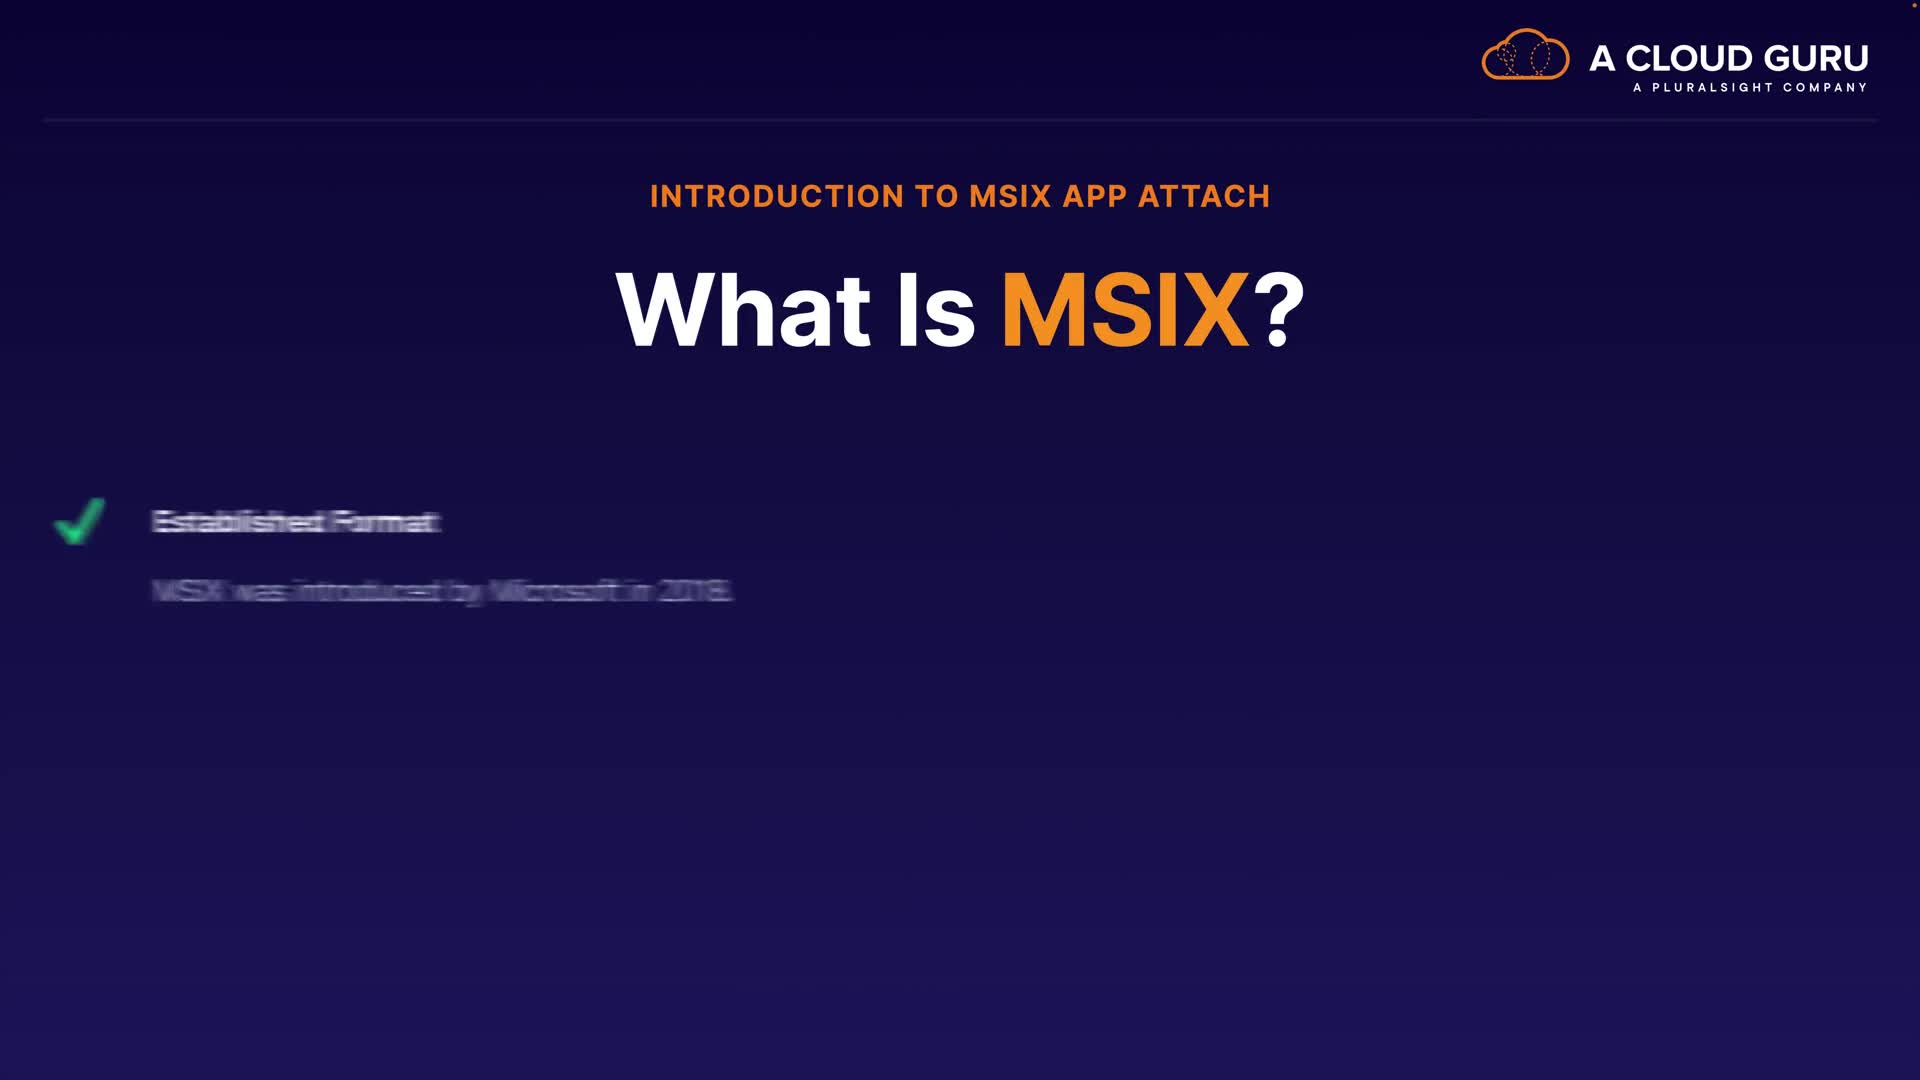 A CLOUD GURU
A PLURALSIGHT COMPANY
INTRODUCTION TO MSIX APP ATTACH
What Is MSIX?
Established Format
MSIX was introduced by Microsoft in 2018.